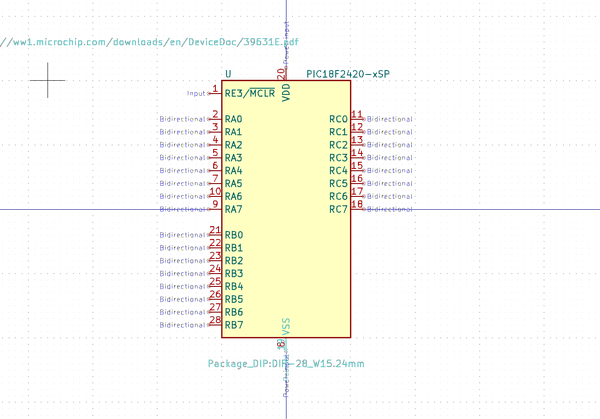 Power input
//ww1.microchip.com/downloads/en/DeviceDoc/39631E.pdf
U PIC18F2420-xSP
20
VDD
Input 1 RE3/MCLR
Bidirectional 2 RA0 RC0 11 Bidirectional
Bidirectional 3 RA1 RC1 12 Bidirectional
Bidirectional 4 RA2 RC2 13 Bidirectional
Bidirectional 5 RA3 RC3 14 Bidirectional
Bidirectional 6 RA4 RC4 15 Bidirectional
Bidirectional 7 RA5 RC5 16 Bidirectional
Bidirectional 10 RA6 RC6 17 Bidirectional
Bidirectional 9 RA7 RC7 18 Bidirectional
Bidirectional 21 RB0
Bidirectional 22 RB1
Bidirectional 23 RB2
Bidirectional 24 RB3
Bidirectional 25 RB4
Bidirectional 26 RB5
Bidirectional 27 RB6
Bidirectional 28 RB7
VSS
Package_DIP:DIP-28_W15.24mm
Power input